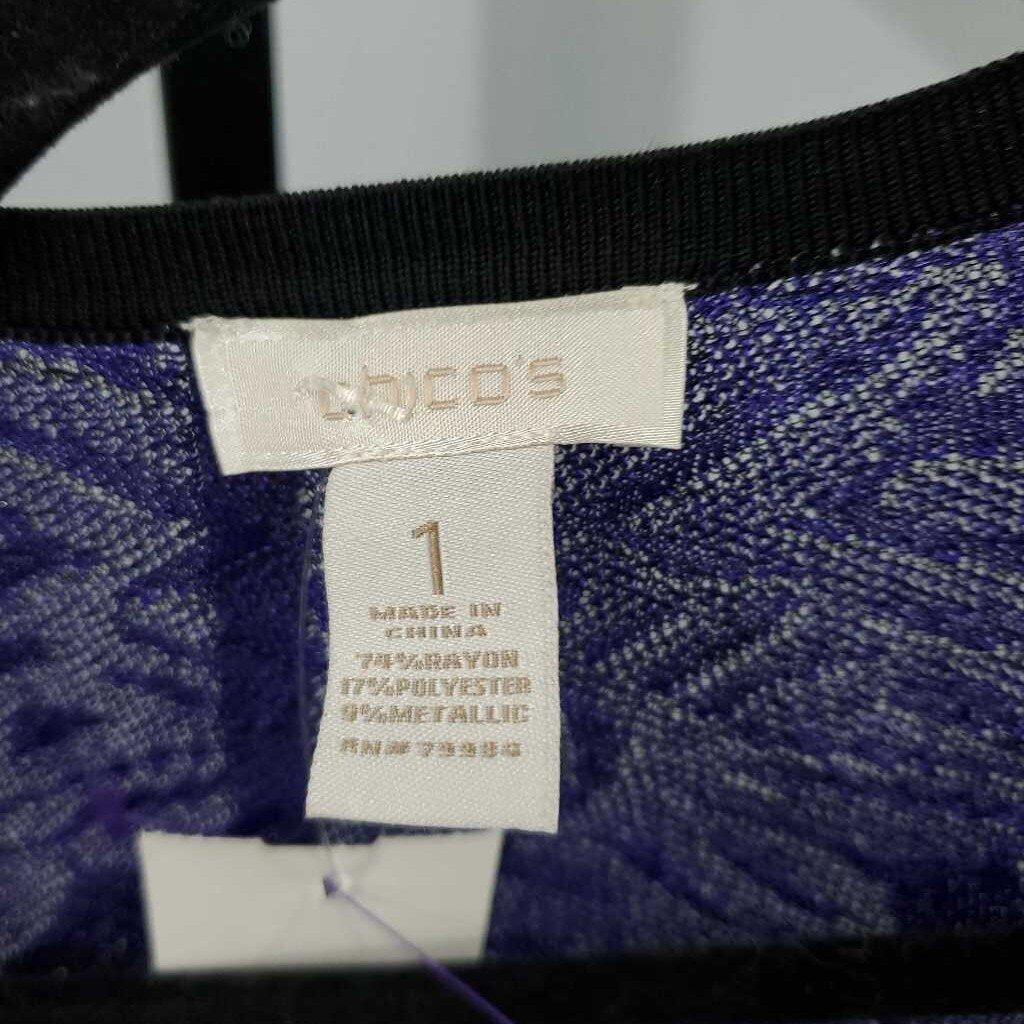 chico's
1
MADE IN
CHINA
74%RAYON
17%POLYESTER
9%METALLIC
RN#